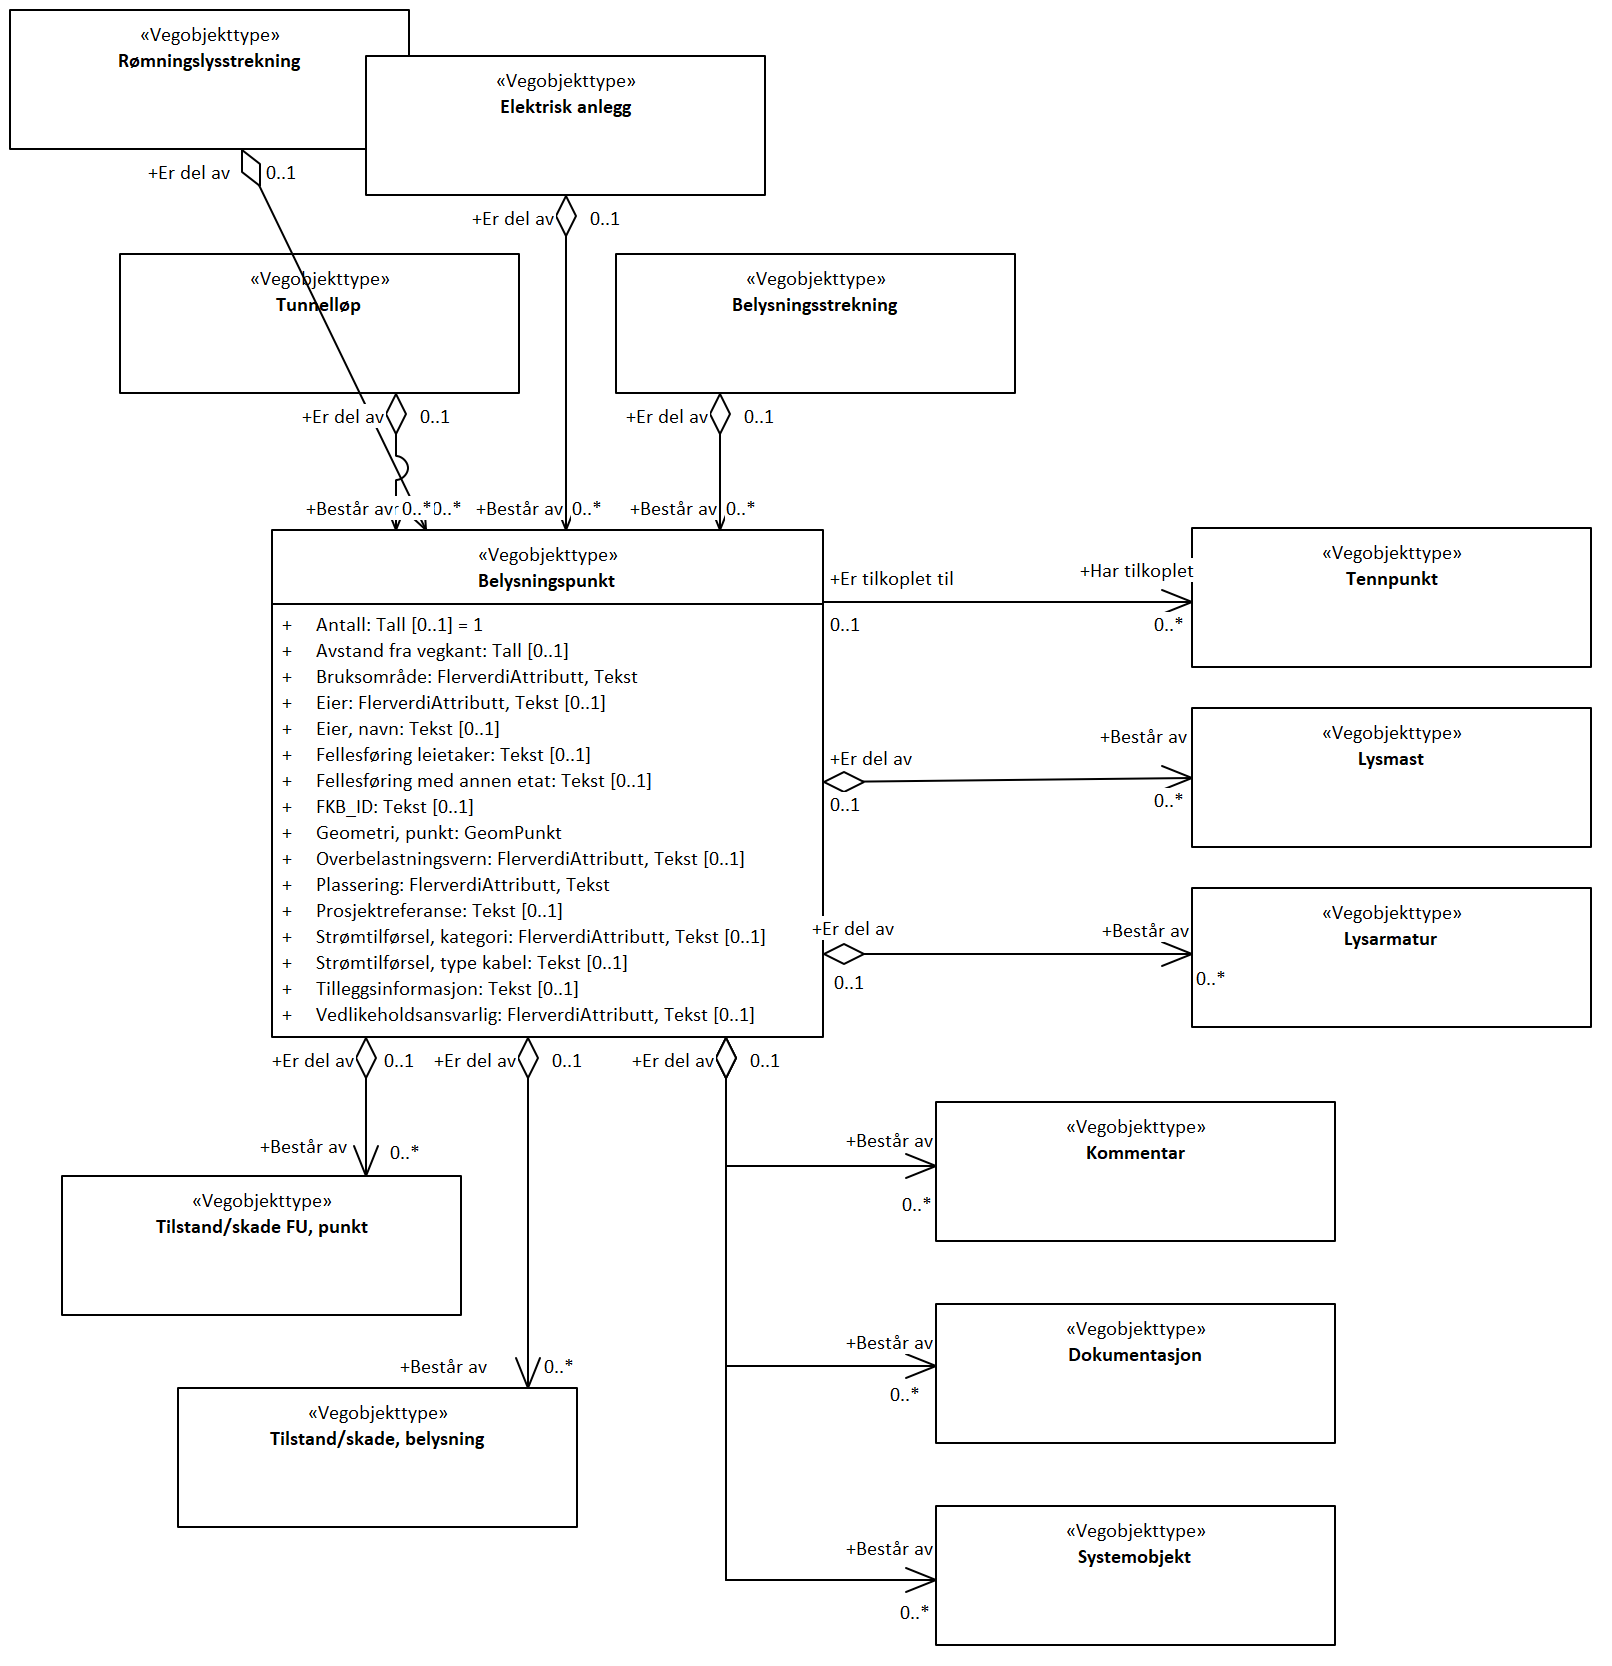 «Vegobjekttype»
Rømningslysstrekning
«Vegobjekttype»
Elektrisk anlegg
+Er del av
0..1
+Er del av
0..1
«Vegobjekttype»
Tunnelløp
«Vegobjekttype»
Belysningsstrekning
+Er del av
0..1
+Er del av
0..1
+Består av
0..*
0..*
+Består av
0..*
+Består av
0..*
«Vegobjekttype»
Belysningspunkt
+ Antall: Tall [0..1] = 1
+ Avstand fra vegkant: Tall [0..1]
+ Bruksområde: FlerverdiAttributt, Tekst
+ Eier: FlerverdiAttributt, Tekst [0..1]
+ Eier, navn: Tekst [0..1]
+ Fellesføring leietaker: Tekst [0..1]
+ Fellesføring med annen etat: Tekst [0..1]
+ FKB_ID: Tekst [0..1]
+ Geometri, punkt: GeomPunkt
+ Overbelastningsvern: FlerverdiAttributt, Tekst [0..1]
+ Plassering: FlerverdiAttributt, Tekst
+ Prosjektreferanse: Tekst [0..1]
+ Strømtilførsel, kategori: FlerverdiAttributt, Tekst [0..1]
+ Strømtilførsel, type kabel: Tekst [0..1]
+ Tilleggsinformasjon: Tekst [0..1]
+ Vedlikeholdsansvarlig: FlerverdiAttributt, Tekst [0..1]
+Er tilkoplet til
0..1
+Har tilkoplet
0..*
«Vegobjekttype»
Tennpunkt
+Er del av
0..1
+Består av
0..*
«Vegobjekttype»
Lysmast
+Er del av
0..1
+Består av
0..*
«Vegobjekttype»
Lysarmatur
+Er del av
0..1
+Er del av
0..1
+Er del av
0..1
+Består av
0..*
«Vegobjekttype»
Tilstand/skade FU, punkt
+Består av
0..*
«Vegobjekttype»
Tilstand/skade, belysning
+Består av
0..*
«Vegobjekttype»
Kommentar
+Består av
0..*
«Vegobjekttype»
Dokumentasjon
+Består av
0..*
«Vegobjekttype»
Systemobjekt